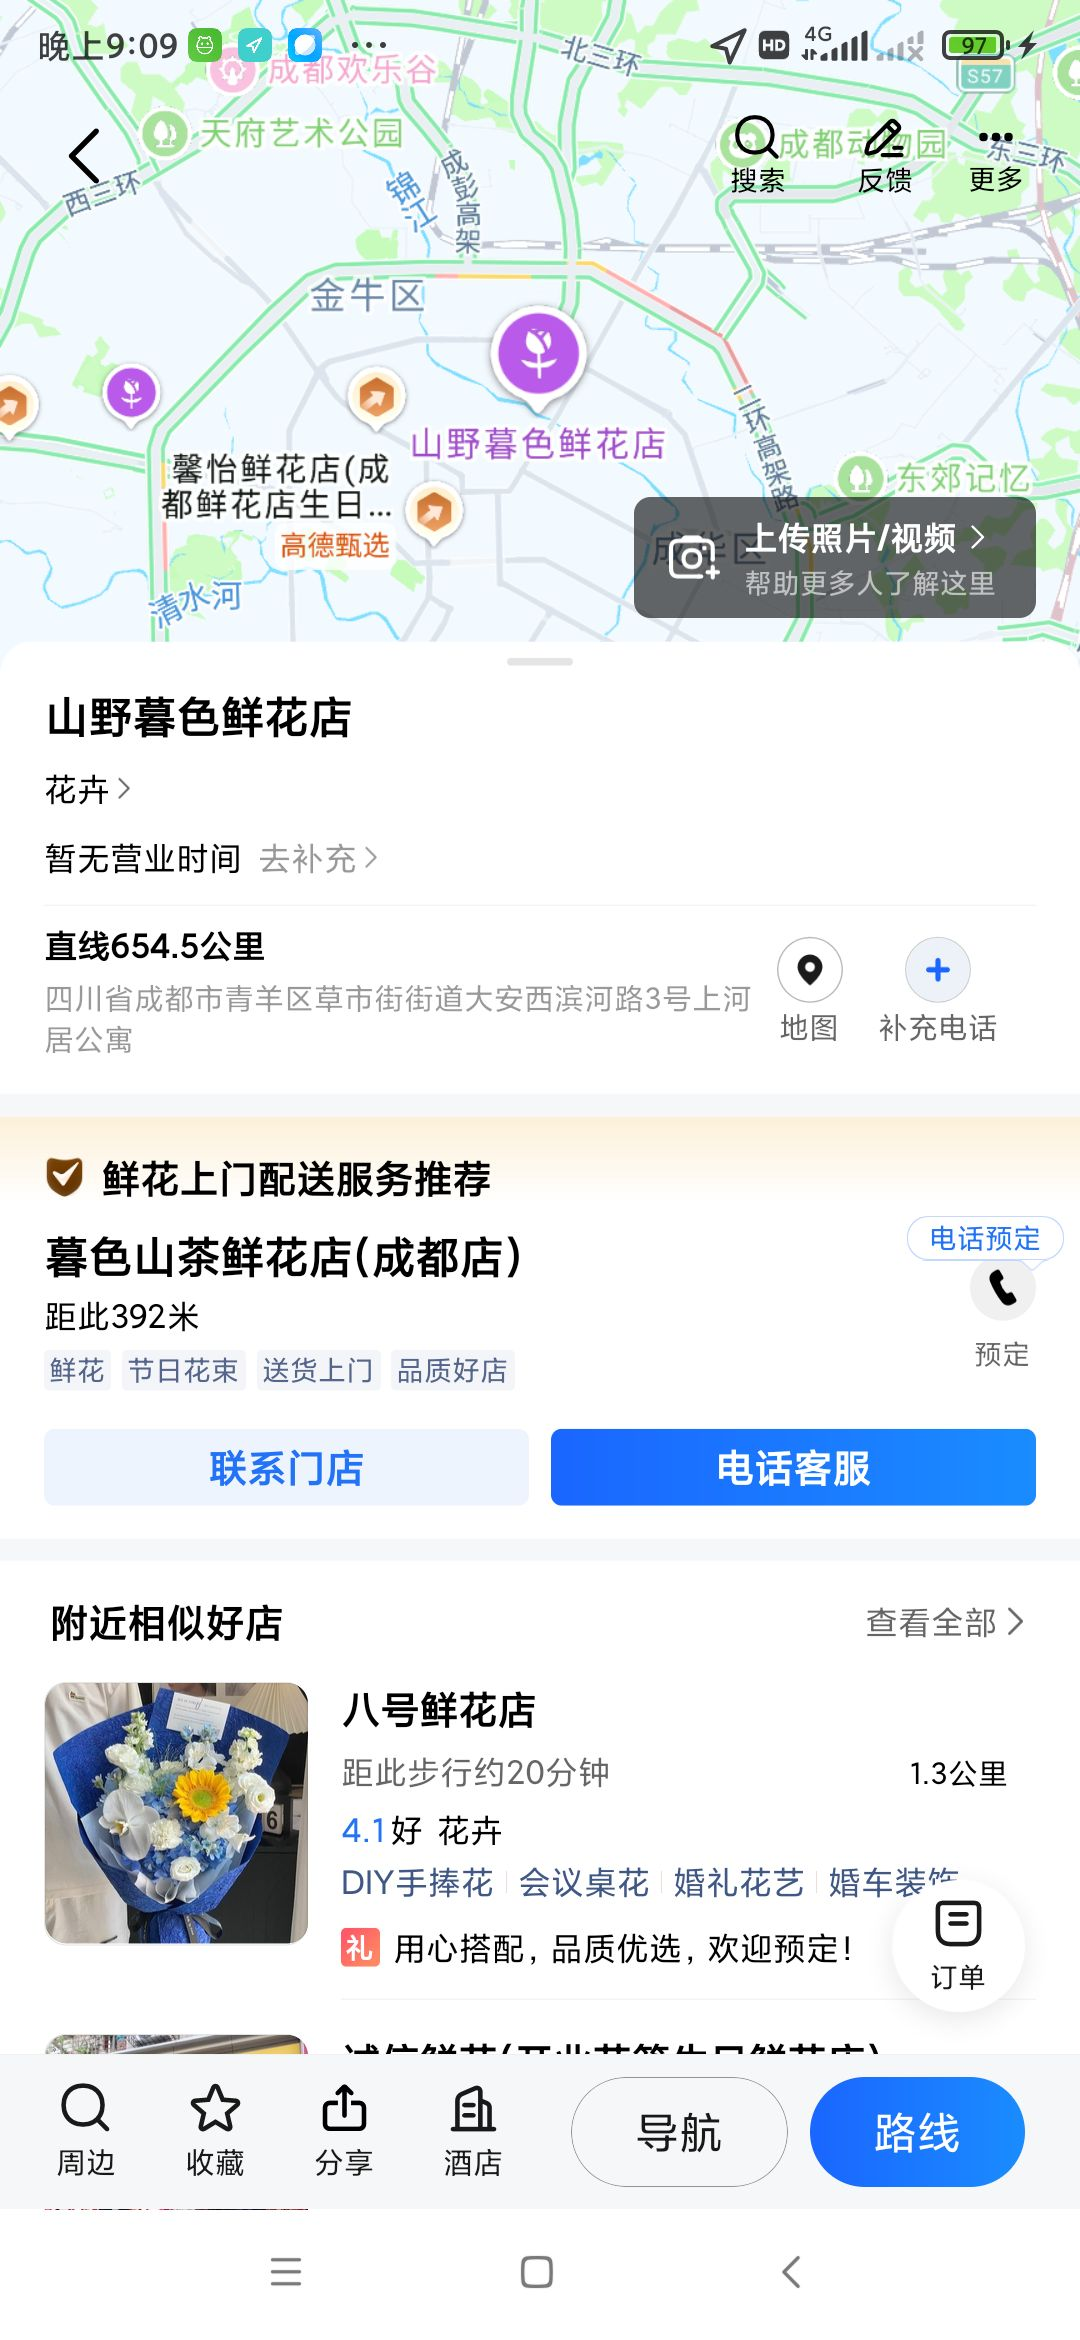 晚上9:09
HD
4G
97
成都欢乐谷
北三环
S57
天府艺术公园
成都动物园
东三环
搜索
反馈
更多
西三环
锦江
成彭高架
金牛区
山野暮色鲜花店
二环高架路
馨怡鲜花店(成
都鲜花店生日...
高德甄选
东郊记忆
清水河
上传照片/视频
帮助更多人了解这里
山野暮色鲜花店
花卉
暂无营业时间 去补充
直线654.5公里
四川省成都市青羊区草市街街道大安西滨河路3号上河
居公寓
地图
补充电话
鲜花上门配送服务推荐
暮色山茶鲜花店(成都店)
电话预定
距此392米
预定
鲜花 节日花束 送货上门 品质好店
联系门店
电话客服
附近相似好店
查看全部
八号鲜花店
距此步行约20分钟
1.3公里
4.1好 花卉
DIY手捧花 会议桌花 婚礼花艺 婚车装饰
礼 用心搭配，品质优选，欢迎预定！
订单
诚信鲜花(开业花篮生日鲜花店)
周边
收藏
分享
酒店
导航
路线